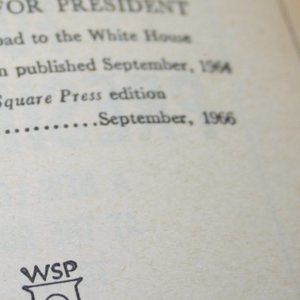 FOR PRESIDENT
oad to the White House
n published September, 1964
Square Press edition
...........September, 1966
WSP